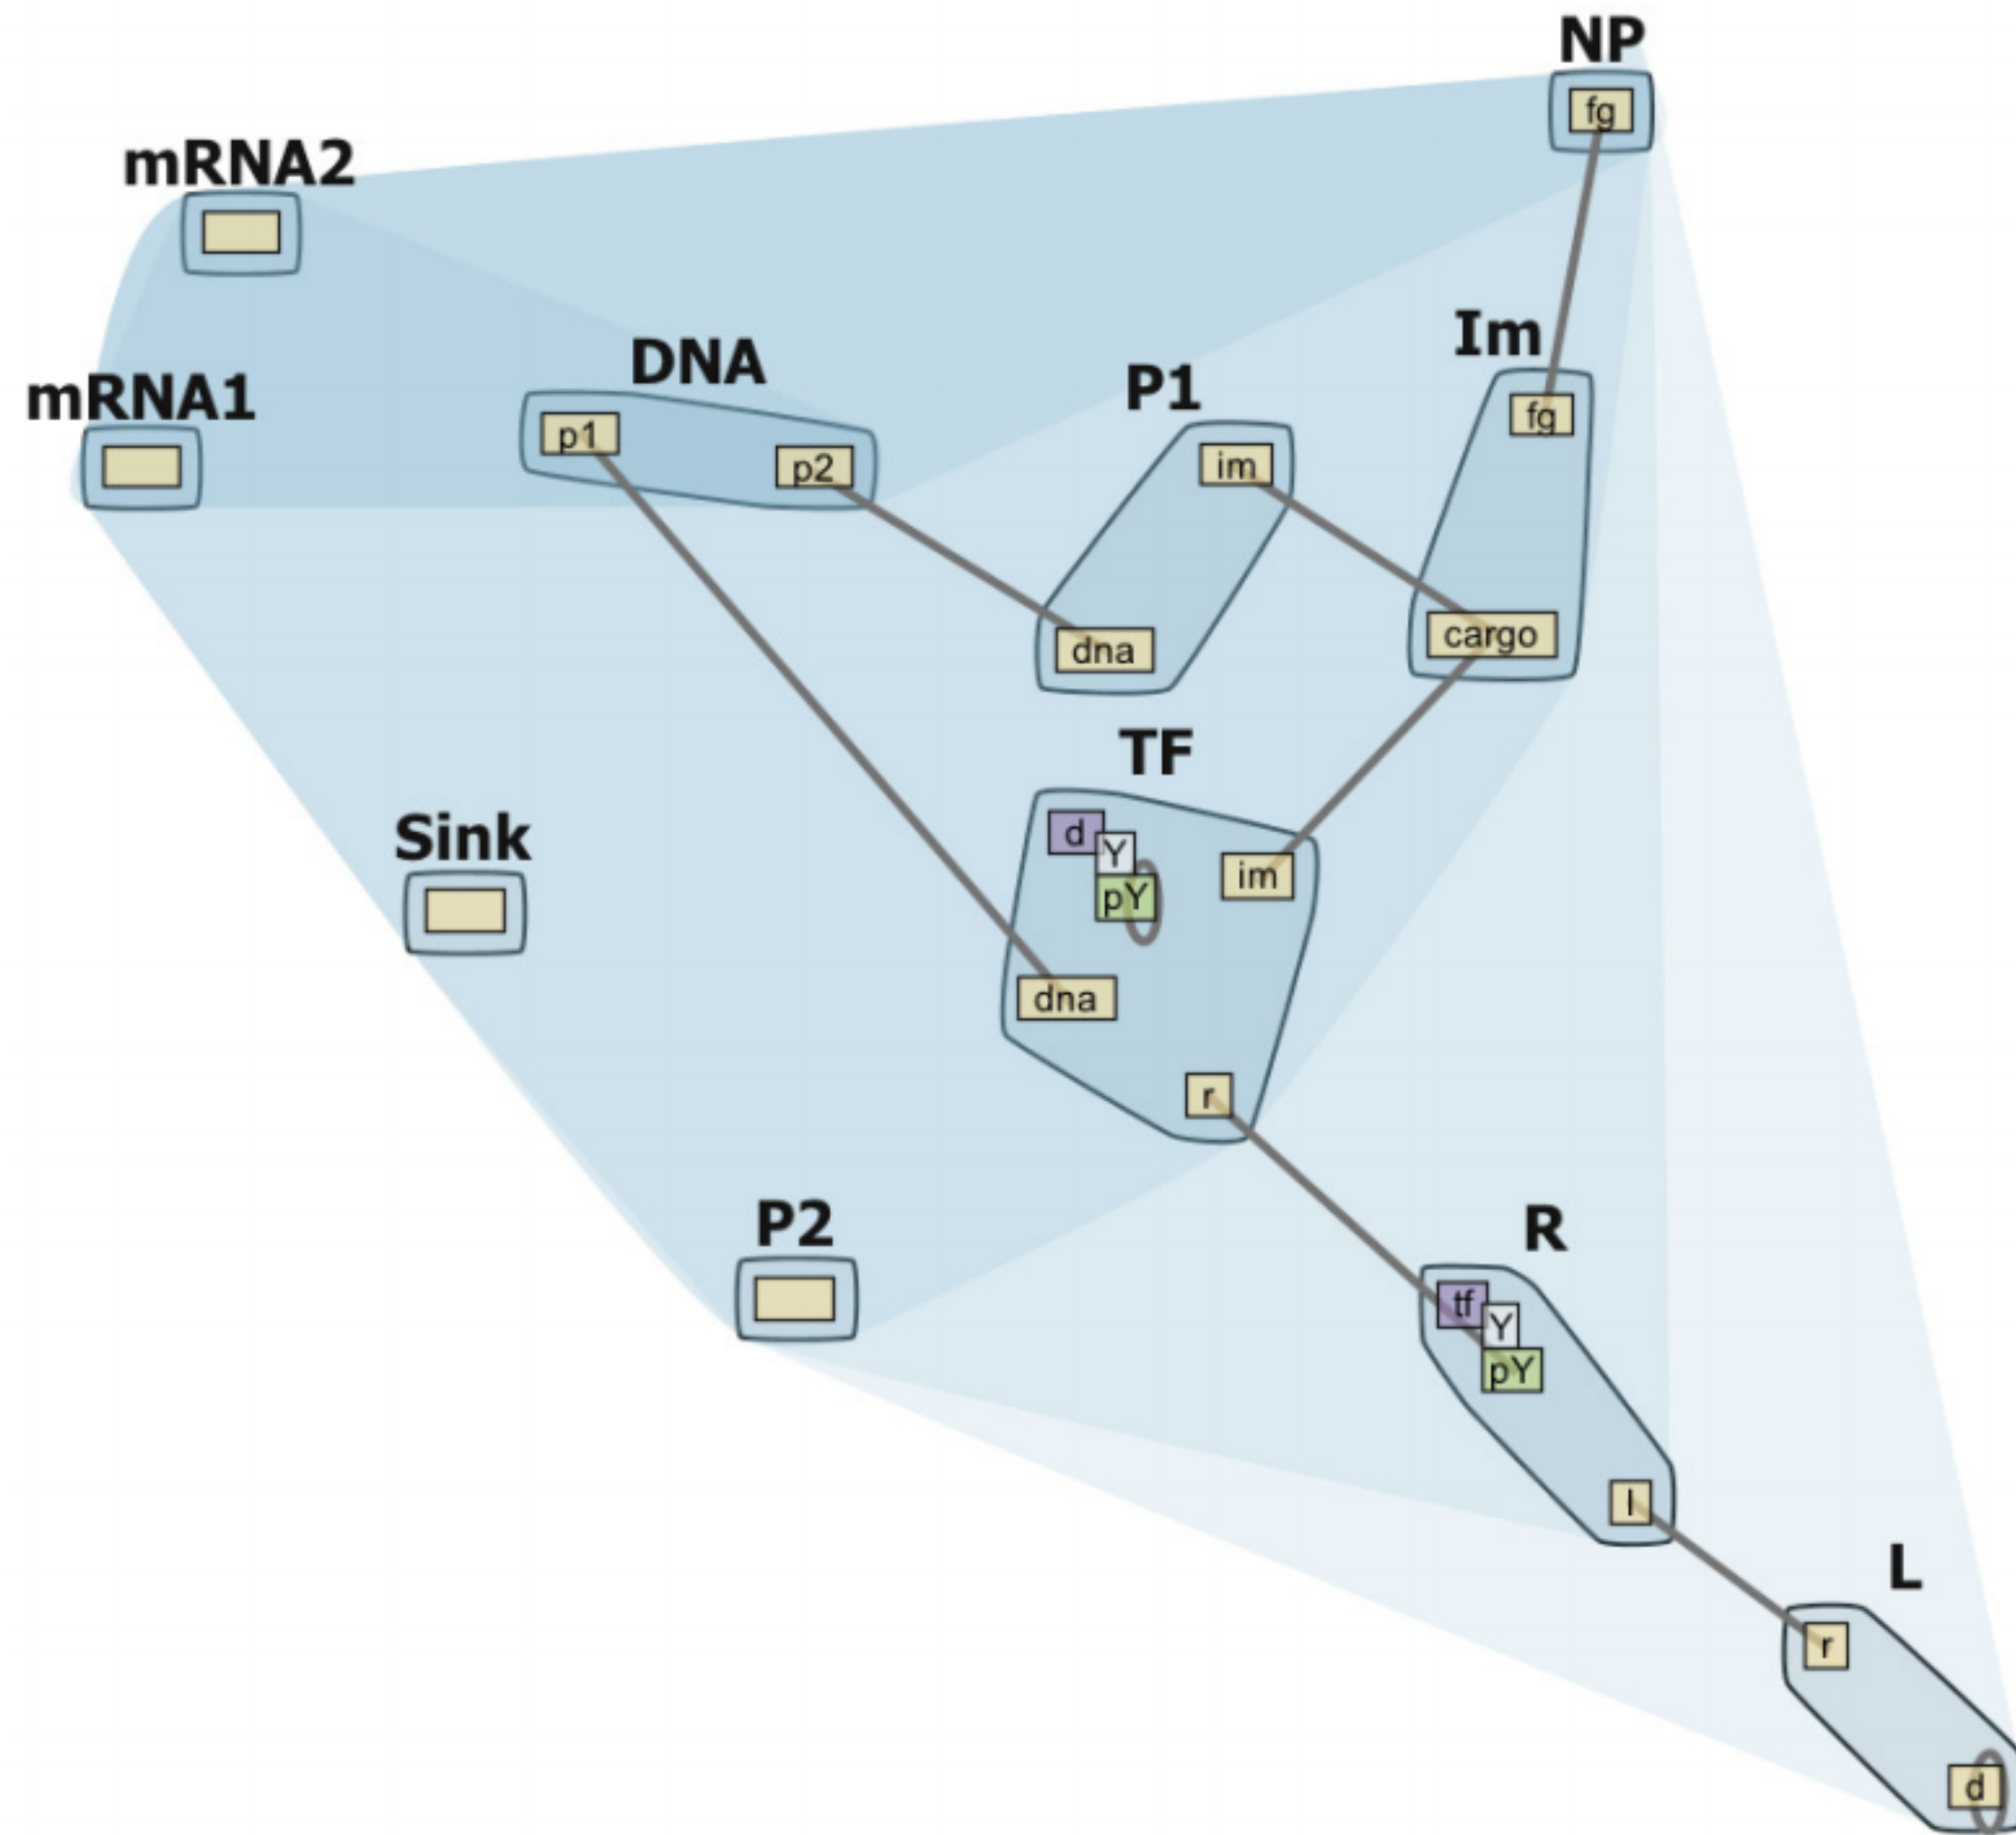 NP
fg
mRNA2
Im
DNA
P1
mRNA1
fg
p1
im
p2
cargo
dna
TF
Sink
d
Y
im
pY
dna
r
P2
R
tf
Y
pY
l
L
r
d